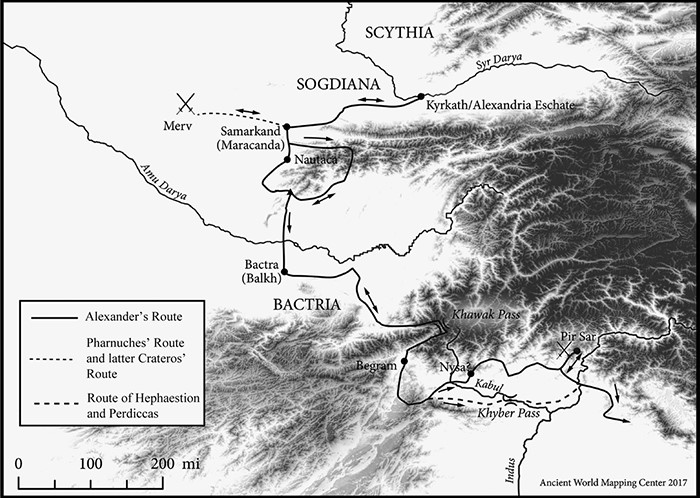 SCYTHIA
Syr Darya
SOGDIANA
Kyrkath/Alexandria Eschate
Merv
Samarkand
(Maracanda)
Nautaca
Amu Darya
Bactra
(Balkh)
BACTRIA
Khawak Pass
Pir Sar
Begram
Nysa
Kabul
Khyber Pass
Indus
Alexander's Route
Pharnuches' Route
and latter Crateros'
Route
Route of Hephaestion
and Perdiccas
0 100 200 mi
Ancient World Mapping Center 2017